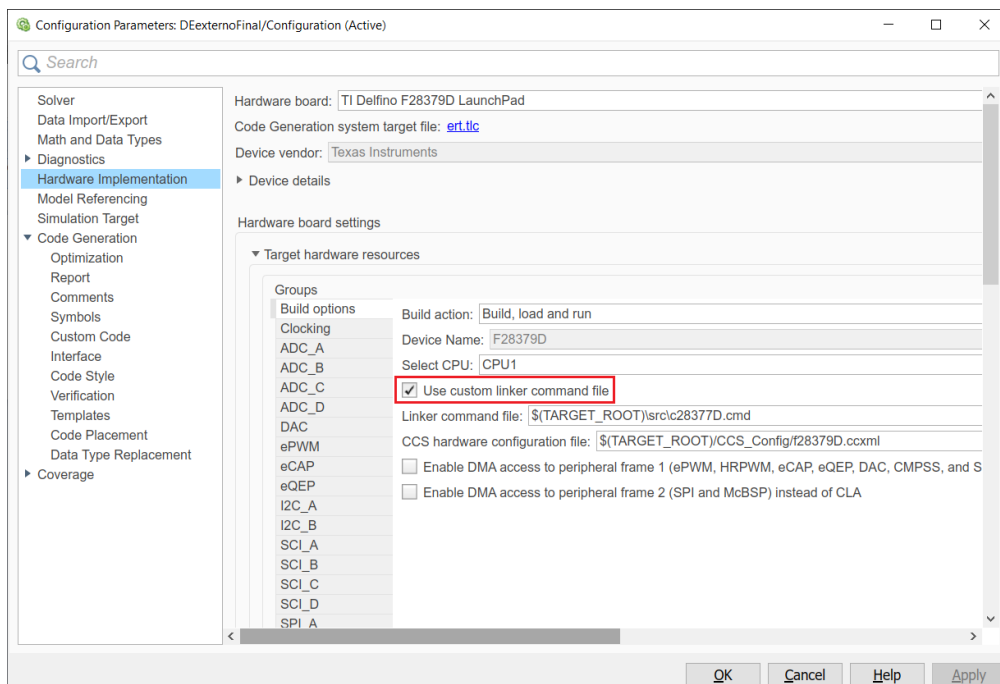 Configuration Parameters: DEexternoFinal/Configuration (Active)
Search
Solver
Data Import/Export
Math and Data Types
Diagnostics
Hardware Implementation
Model Referencing
Simulation Target
Code Generation
Optimization
Report
Comments
Symbols
Custom Code
Interface
Code Style
Verification
Templates
Code Placement
Data Type Replacement
Coverage
Hardware board: TI Delfino F28379D LaunchPad
Code Generation system target file: ert.tlc
Device vendor: Texas Instruments
Device details
Hardware board settings
Target hardware resources
Groups
Build options
Clocking
ADC_A
ADC_B
ADC_C
ADC_D
DAC
ePWM
eCAP
eQEP
I2C_A
I2C_B
SCI_A
SCI_B
SCI_C
SCI_D
SPI_A
Build action: Build, load and run
Device Name: F28379D
Select CPU: CPU1
Use custom linker command file
Linker command file: $(TARGET_ROOT)\src\c28377D.cmd
CCS hardware configuration file: $(TARGET_ROOT)/CCS_Config/f28379D.ccxml
Enable DMA access to peripheral frame 1 (ePWM, HRPWM, eCAP, eQEP, DAC, CMPSS, and S
Enable DMA access to peripheral frame 2 (SPI and McBSP) instead of CLA
OK Cancel Help Apply